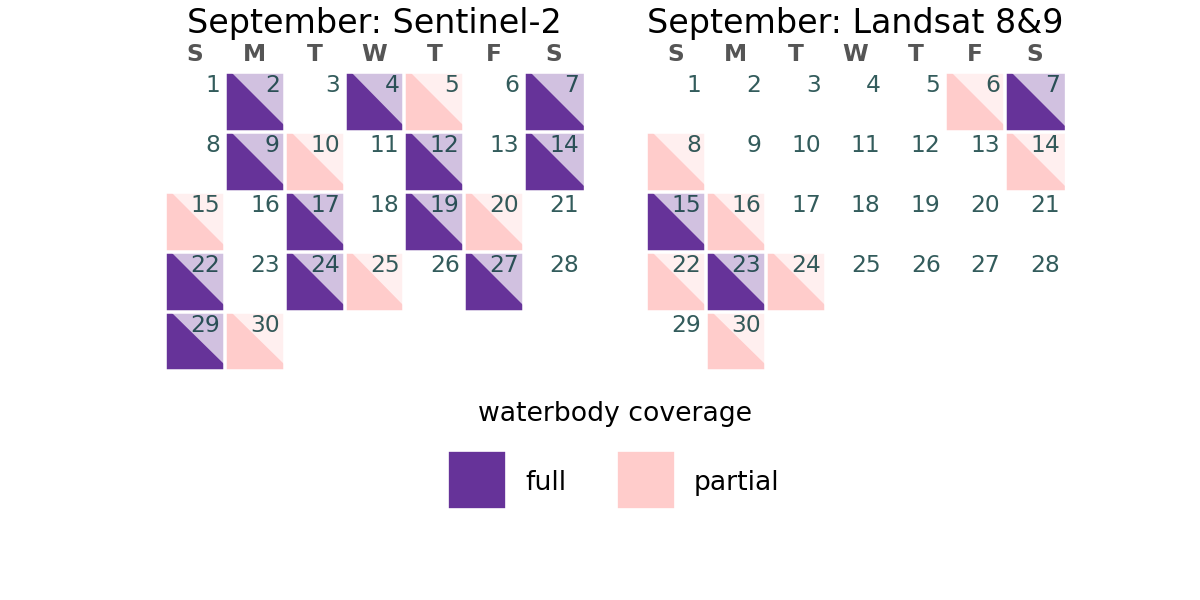 September: Sentinel-2
S M T W T F S
1 2 3 4 5 6 7
8 9 10 11 12 13 14
15 16 17 18 19 20 21
22 23 24 25 26 27 28
29 30
September: Landsat 8&9
S M T W T F S
1 2 3 4 5 6 7
8 9 10 11 12 13 14
15 16 17 18 19 20 21
22 23 24 25 26 27 28
29 30
waterbody coverage
full
partial